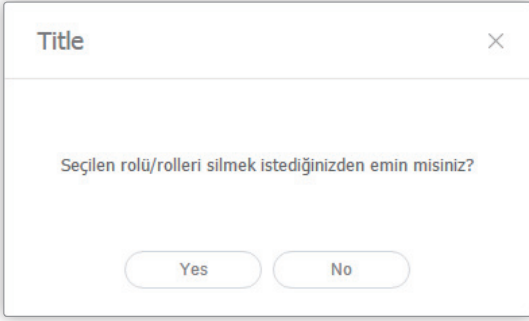 Title
Seçilen rolü/rolleri silmek istediğinizden emin misiniz?
Yes
No